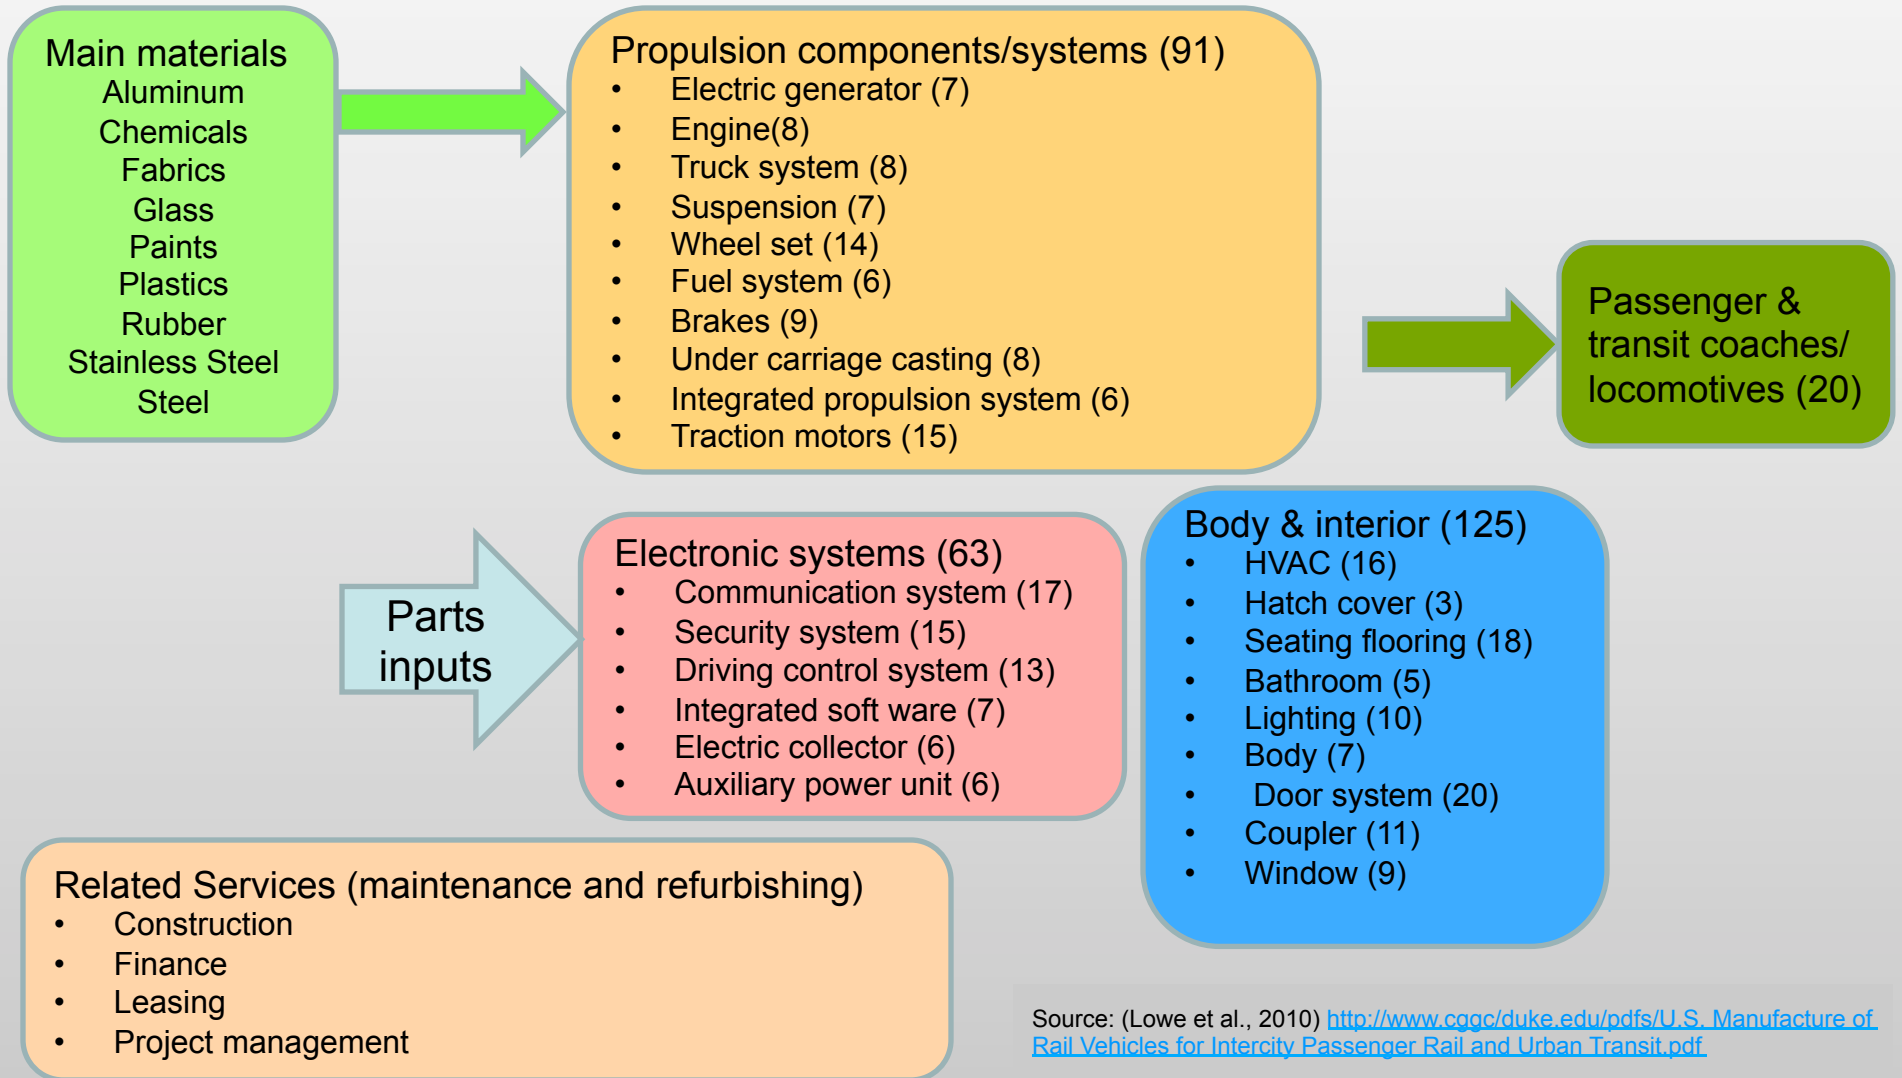 Main materials
Aluminum
Chemicals
Fabrics
Glass
Paints
Plastics
Rubber
Stainless Steel
Steel
Propulsion components/systems (91)
• Electric generator (7)
• Engine(8)
• Truck system (8)
• Suspension (7)
• Wheel set (14)
• Fuel system (6)
• Brakes (9)
• Under carriage casting (8)
• Integrated propulsion system (6)
• Traction motors (15)
Passenger &
transit coaches/
locomotives (20)
Parts
inputs
Electronic systems (63)
• Communication system (17)
• Security system (15)
• Driving control system (13)
• Integrated soft ware (7)
• Electric collector (6)
• Auxiliary power unit (6)
Body & interior (125)
• HVAC (16)
• Hatch cover (3)
• Seating flooring (18)
• Bathroom (5)
• Lighting (10)
• Body (7)
• Door system (20)
• Coupler (11)
• Window (9)
Related Services (maintenance and refurbishing)
• Construction
• Finance
• Leasing
• Project management
Source: (Lowe et al., 2010) http://www.cggc/duke.edu/pdfs/U.S. Manufacture of
Rail Vehicles for Intercity Passenger Rail and Urban Transit.pdf